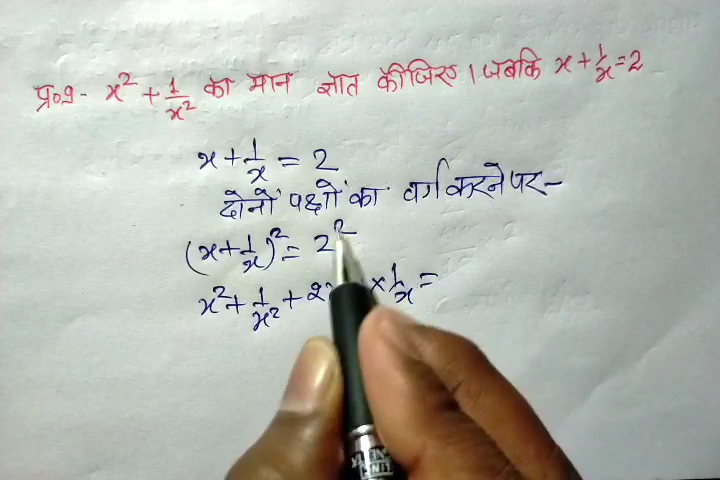 प्र०9- x² + 1/x² का मान ज्ञात कीजिए । जबकि x + 1/x = 2
x + 1/x = 2
दोनों पक्षों का वर्ग करने पर-
(x + 1/x)² = 2²
x² + 1/x² + 2 × 1/x =